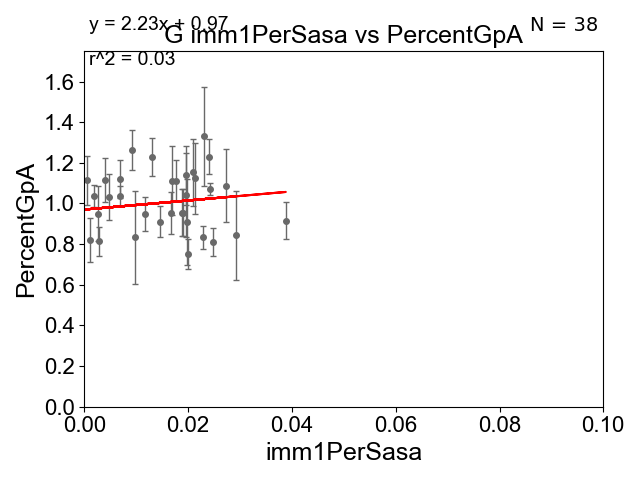 y = 2.23x + 0.97
N = 38
G imm1PerSasa vs PercentGpA
r^2 = 0.03
PercentGpA
1.6
1.4
1.2
1.0
0.8
0.6
0.4
0.2
0.0
0.00 0.02 0.04 0.06 0.08 0.10
imm1PerSasa